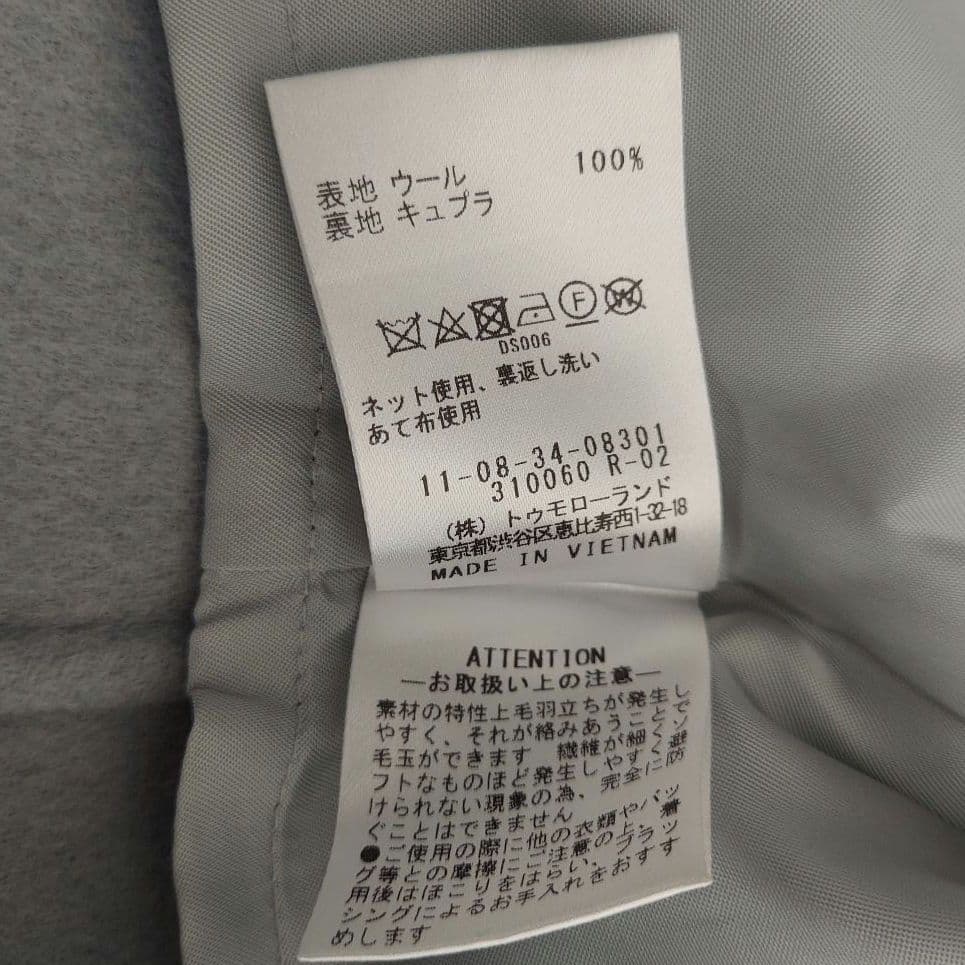 表地 ウール 100%
裏地 キュプラ
F W
DS006
ネット使用、裏返し洗い
あて布使用
11-08-34-08301
310060 R-02
(株) トゥモローランド
東京都渋谷区恵比寿西1-32-18
MADE IN VIETNAM
ATTENTION
―お取扱い上の注意―
素材の特性上毛羽立ちが発生し
やすく、それが絡みあうことで
毛玉ができます 繊維が細くソ
フトなものほど発生しやすく避
けられない現象の為、完全に防
ぐことはできません
●ご使用の際に他の衣類やバッ
グ等との摩擦にご注意の上、着
用後はほこりをはらい、ブラッ
シングによるお手入れをおすす
めします